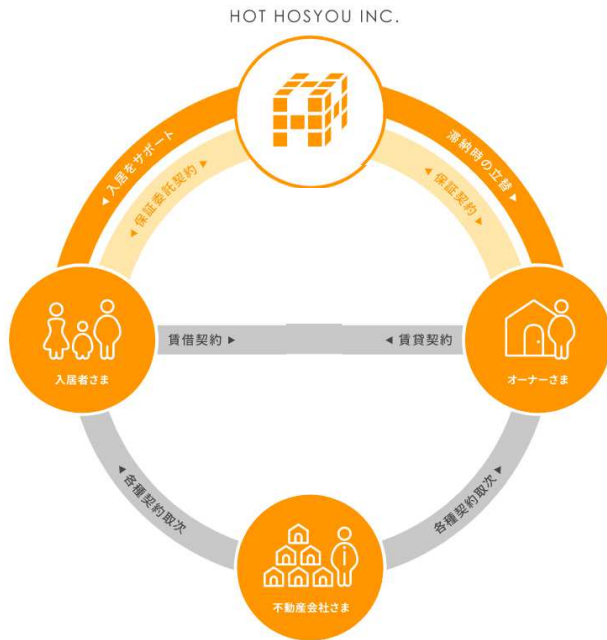 HOT HOSYOU INC.
◀ 入居をサポート
滞納時の立替 ▶
◀ 保証委託契約 ▶
◀ 保証契約 ▶
賃借契約 ▶
◀ 賃貸契約
入居者さま
オーナーさま
◀ 各種契約取次
各種契約取次 ▶
不動産会社さま